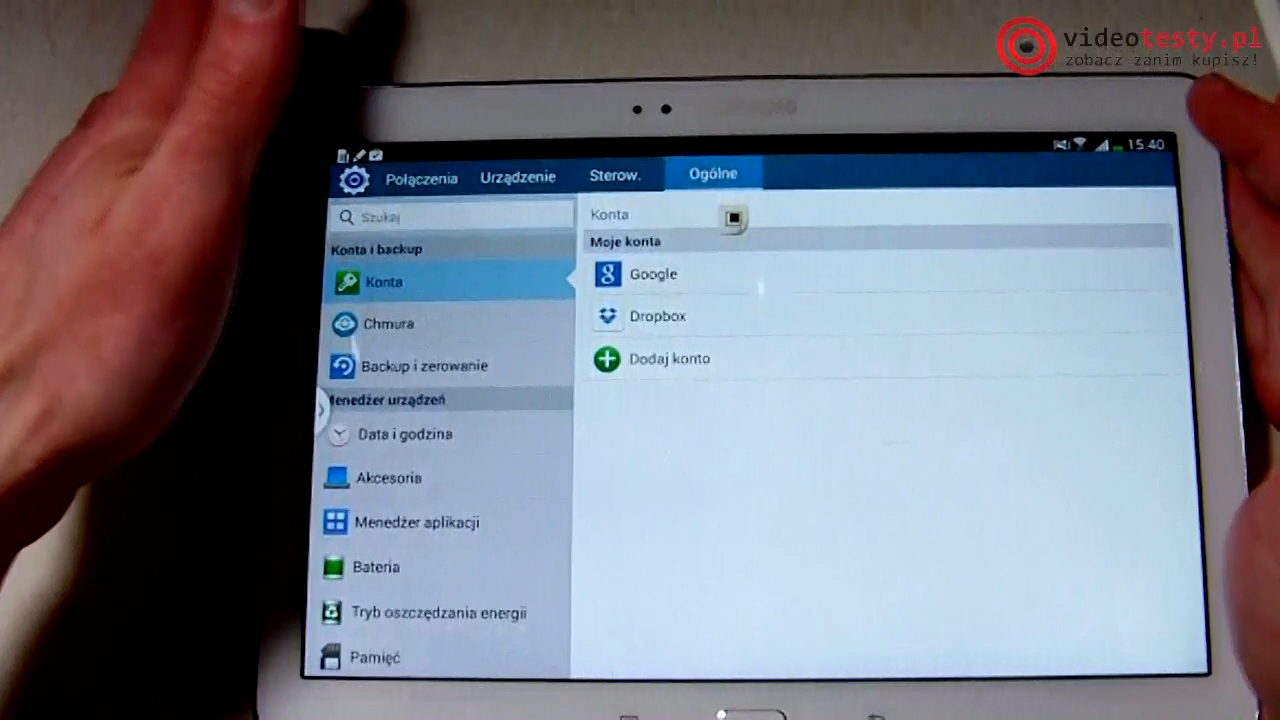 videotesty.pl
zobacz zanim kupisz!
15.40
Połączenia Urządzenie Sterow. Ogólne
Szukaj
Konta i backup
Konta
Chmura
Backup i zerowanie
Menedżer urządzeń
Data i godzina
Akcesoria
Menedżer aplikacji
Bateria
Tryb oszczędzania energii
Pamięć
Konta
Moje konta
Google
Dropbox
Dodaj konto